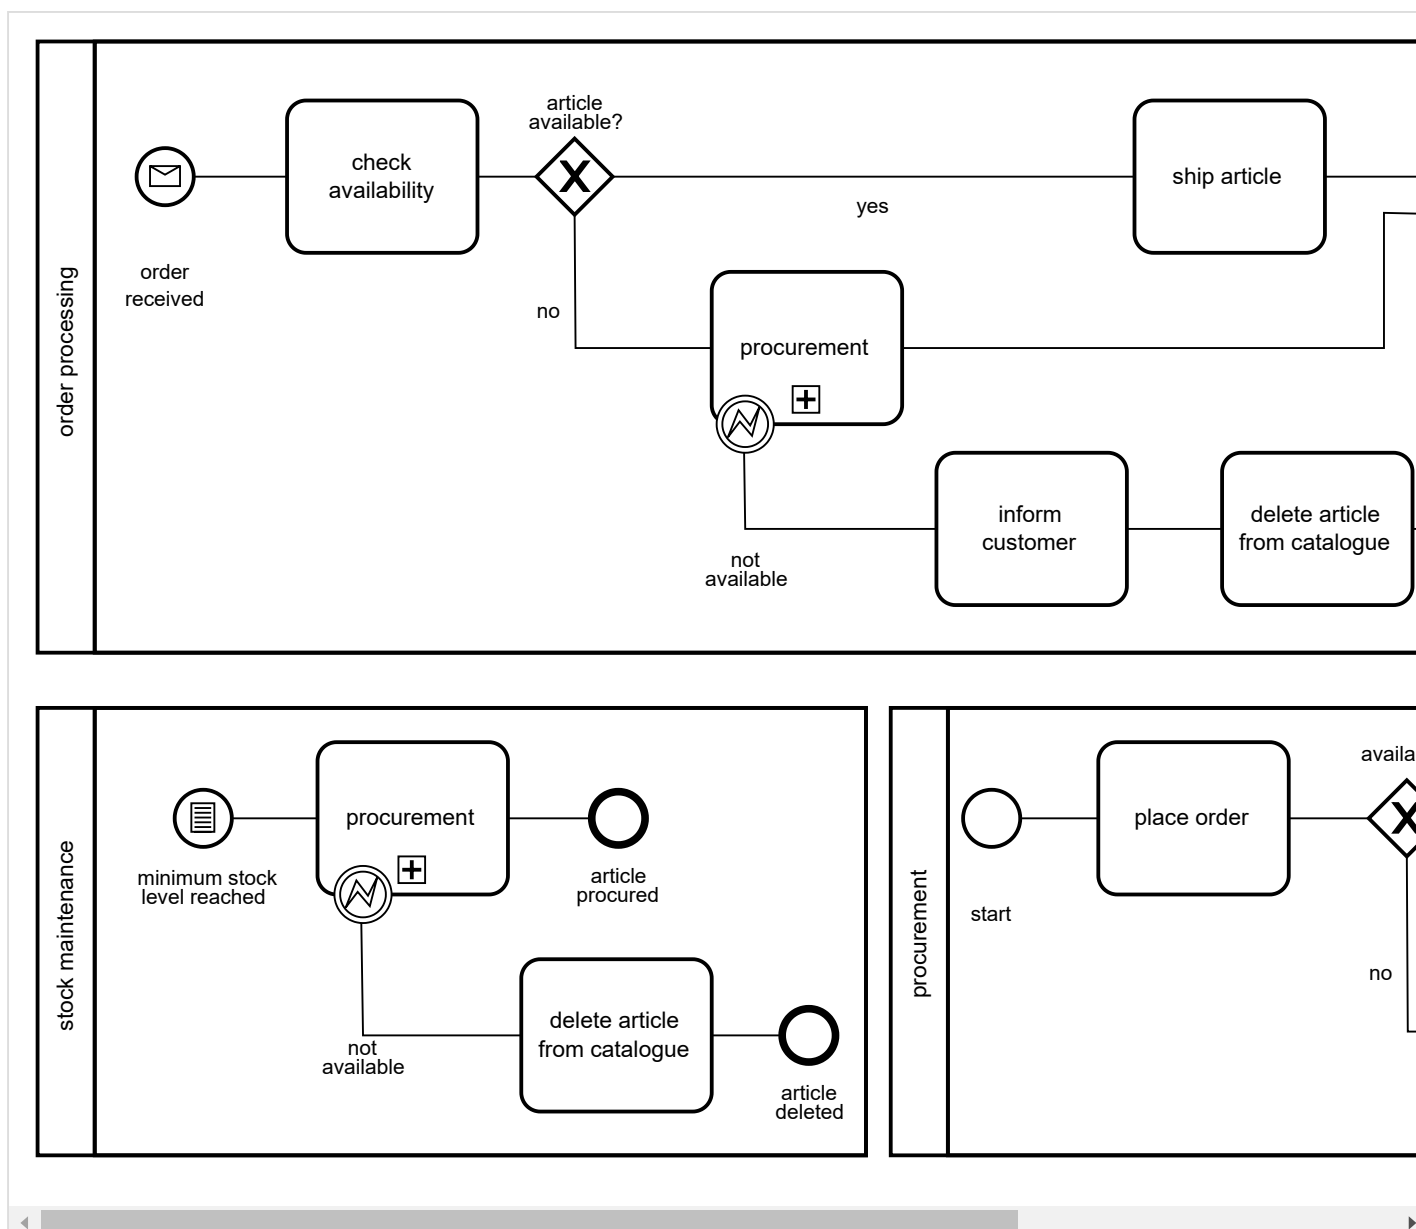 order processing
order
received
check
availability
article
available?
yes
no
ship article
procurement
not
available
inform
customer
delete article
from catalogue
stock maintenance
minimum stock
level reached
procurement
article
procured
not
available
delete article
from catalogue
article
deleted
procurement
start
place order
availa
no